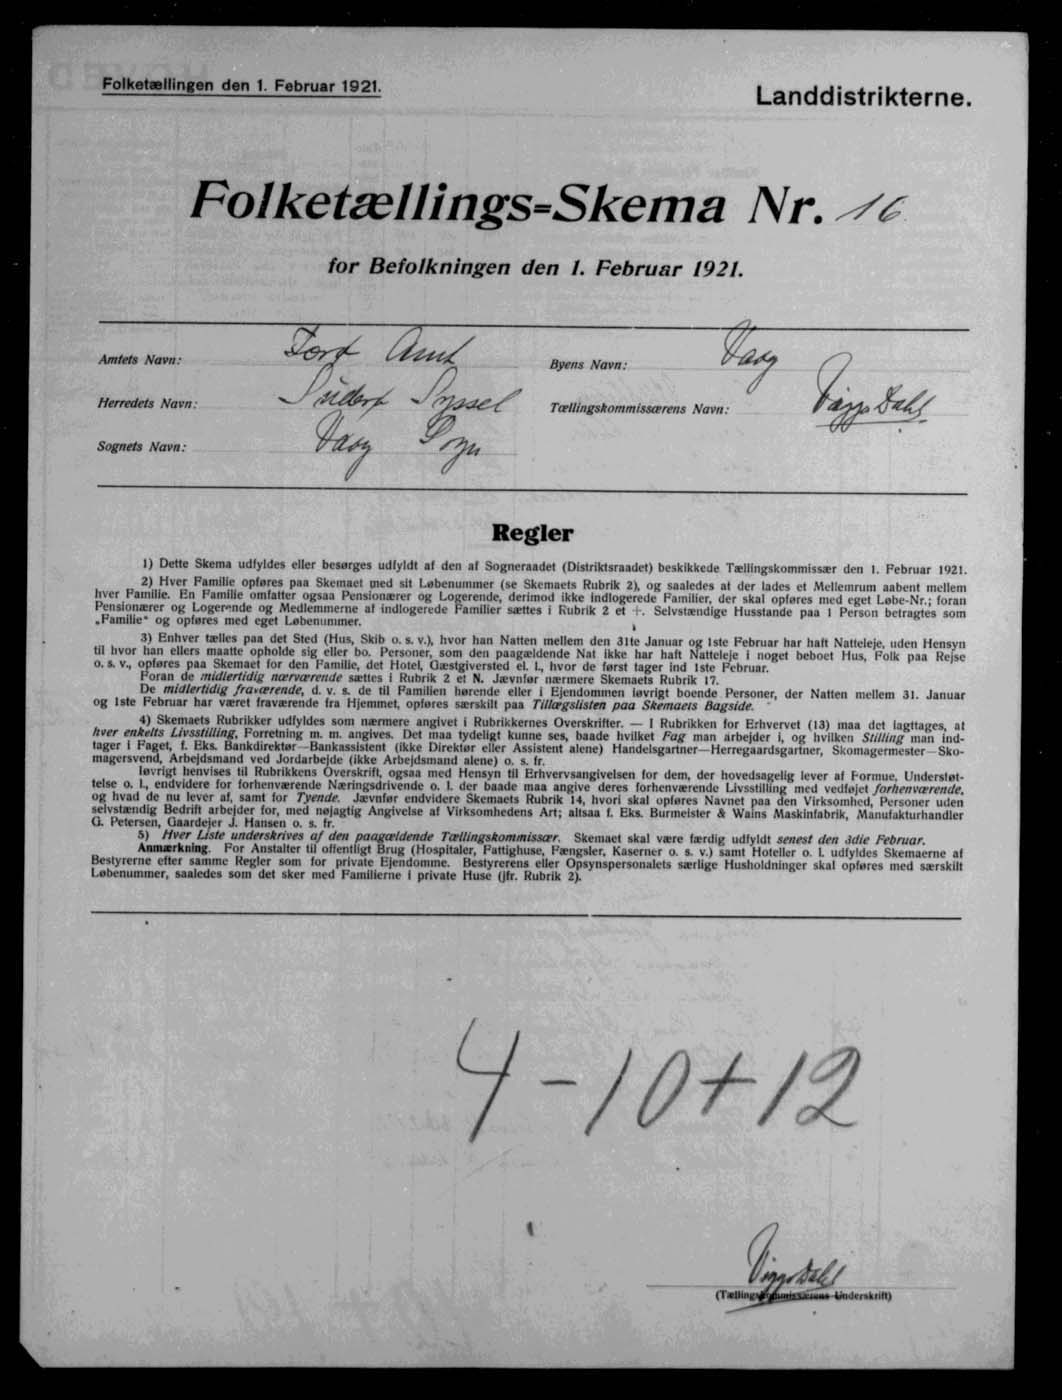 Folketællingen den 1. Februar 1921.
Landdistrikterne.
Folketællings=Skema Nr. 16
for Befolkningen den 1. Februar 1921.
Amtets Navn: Amt
Byens Navn: Vaag
Herredets Navn: Syssel
Tællingskommissærens Navn: Viggo Dahl
Sognets Navn: Vaag Sogn
Regler
1) Dette Skema udfyldes eller besørges udfyldt af den af Sogneraadet (Distriktsraadet) beskikkede Tællingskommissær den 1. Februar 1921.
2) Hver Familie opføres paa Skemaet med sit Løbenummer (se Skemaets Rubrik 2), og saaledes at der lades et Mellemrum aabent mellem
hver Familie. En Familie omfatter ogsaa Pensionærer og Logerende, derimod ikke indlogerede Familier, der skal opføres med eget Løbe-Nr.; foran
Pensionærer og Logerende og Medlemmerne af indlogerede Familier sættes i Rubrik 2 et +. Selvstændige Husstande paa 1 Person betragtes som
„Familie“ og opføres med eget Løbenummer.
3) Enhver tælles paa det Sted (Hus, Skib o. s. v.), hvor han Natten mellem den 31te Januar og 1ste Februar har haft Natteleje, uden Hensyn
til hvor han ellers maatte opholde sig eller bo. Personer, som den paagældende Nat ikke har haft Natteleje i noget beboet Hus, Folk paa Rejse
o. s. v., opføres paa Skemaet for den Familie, det Hotel, Gæstgiversted el. l., hvor de først tager ind 1ste Februar.
Foran de midlertidig nærværende sættes i Rubrik 2 et N. Jævnfør nærmere Skemaets Rubrik 17.
De midlertidig fraværende, d. v. s. de til Familien hørende eller i Ejendommen iøvrigt boende Personer, der Natten mellem 31. Januar
og 1ste Februar har været fraværende fra Hjemmet, opføres særskilt paa Tillægslisten paa Skemaets Bagside.
4) Skemaets Rubrikker udfyldes som nærmere angivet i Rubrikkernes Overskrifter. — I Rubrikken for Erhvervet (13) maa det iagttages, at
hver enkelts Livsstilling, Forretning m. m. angives. Det maa tydeligt kunne ses, baade hvilket Fag man arbejder i, og hvilken Stilling man ind-
tager i Faget, f. Eks. Bankdirektør—Bankassistent (ikke Direktør eller Assistent alene) Handelsgartner—Herregaardsgartner, Skomagermester—Sko-
magersvend, Arbejdsmand ved Jordarbejde (ikke Arbejdsmand alene) o. s. fr.
Iøvrigt henvises til Rubrikkens Overskrift, ogsaa med Hensyn til Erhvervsangivelsen for dem, der hovedsagelig lever af Formue, Understøt-
telse o. l., endvidere for forhenværende Næringsdrivende o. l. der baade maa angive deres forhenværende Livsstilling med vedføjet forhenværende,
og hvad de nu lever af, samt for Tyende. Jævnfør endvidere Skemaets Rubrik 14, hvori skal opføres Navnet paa den Virksomhed, Personer uden
selvstændig Bedrift arbejder for, med nøjagtig Angivelse af Virksomhedens Art; altsaa f. Eks. Burmeister & Wains Maskinfabrik, Manufakturhandler
G. Petersen, Gaardejer J. Hansen o. s. fr.
5) Hver Liste underskrives af den paagældende Tællingskommissær. Skemaet skal være færdig udfyldt senest den 3die Februar.
Anmærkning. For Anstalter til offentligt Brug (Hospitaler, Fattighuse, Fængsler, Kaserner o. s. v.) samt Hoteller o. l. udfyldes Skemaerne af
Bestyrerne efter samme Regler som for private Ejendomme. Bestyrerens eller Opsynspersonalets særlige Husholdninger skal opføres med særskilt
Løbenummer, saaledes som det sker med Familierne i private Huse (jfr. Rubrik 2).
4-10+12
Viggo Dahl
(Tællingskommissærens Underskrift)